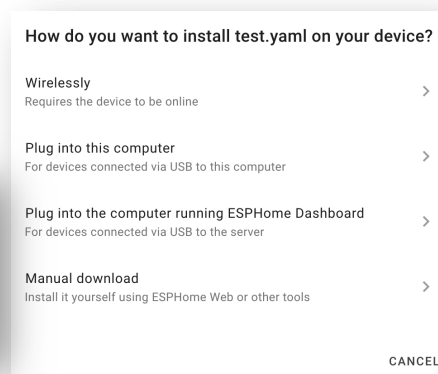 How do you want to install test.yaml on your device?
Wirelessly
Requires the device to be online
Plug into this computer
For devices connected via USB to this computer
Plug into the computer running ESPHome Dashboard
For devices connected via USB to the server
Manual download
Install it yourself using ESPHome Web or other tools
CANCEL